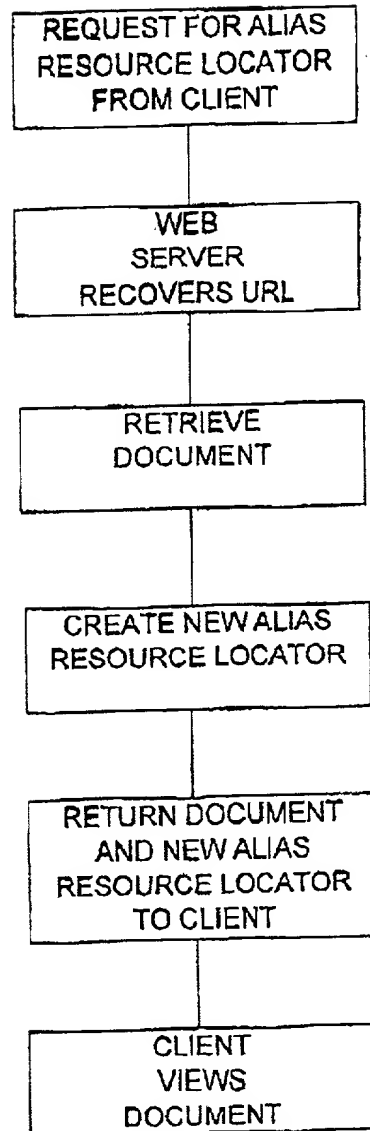 REQUEST FOR ALIAS
RESOURCE LOCATOR
FROM CLIENT
WEB
SERVER
RECOVERS URL
RETRIEVE
DOCUMENT
CREATE NEW ALIAS
RESOURCE LOCATOR
RETURN DOCUMENT
AND NEW ALIAS
RESOURCE LOCATOR
TO CLIENT
CLIENT
VIEWS
DOCUMENT